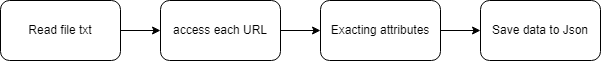 Read file txt
access each URL
Exacting attributes
Save data to Json